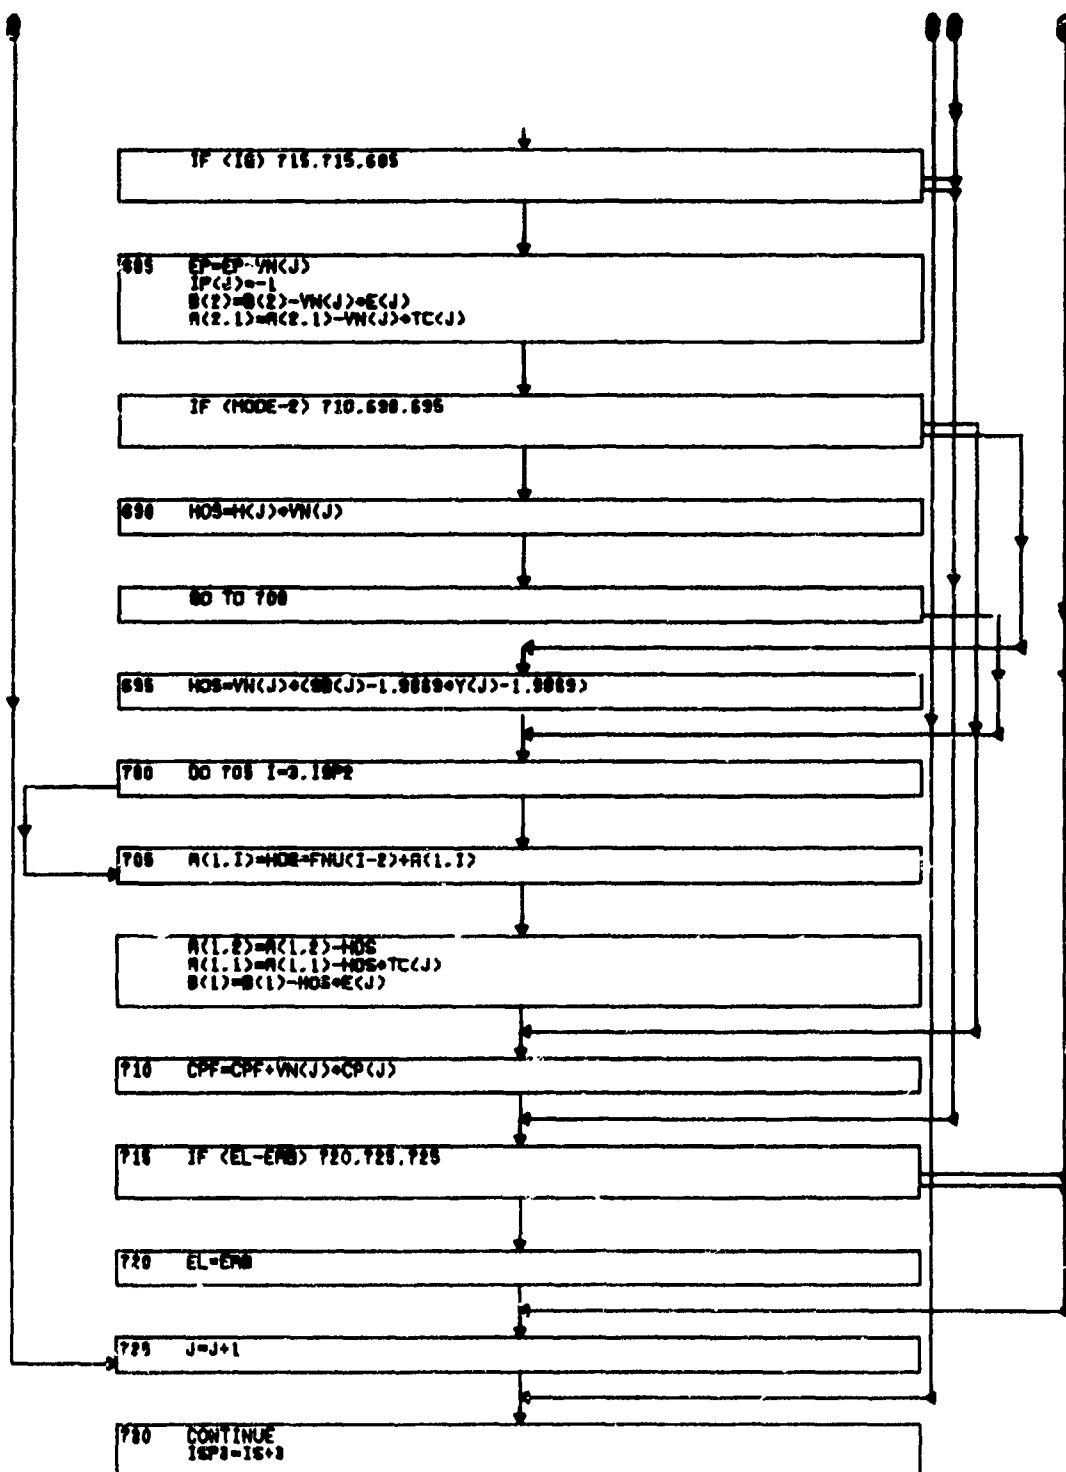 IF (IG) 715,715,685
685 EP=EP-VN(J)
IP(J)=-1
B(2)=B(2)-VN(J)*E(J)
A(2,1)=A(2,1)-VN(J)*TC(J)
IF (MODE-2) 710,690,695
690 HOS=H(J)*VN(J)
GO TO 700
695 HOS=VN(J)*(SB(J)-1.9869*Y(J)-1.9869)
700 DO 705 I=3,ISP2
705 A(1,I)=HOS*FNU(I-2)+A(1,I)
A(1,2)=A(1,2)-HOS
A(1,1)=A(1,1)-HOS*TC(J)
B(1)=B(1)-HOS*E(J)
710 CPF=CPF+VN(J)*CP(J)
715 IF (EL-EMB) 720,725,725
720 EL=EMB
725 J=J+1
730 CONTINUE
ISP3=IS+3